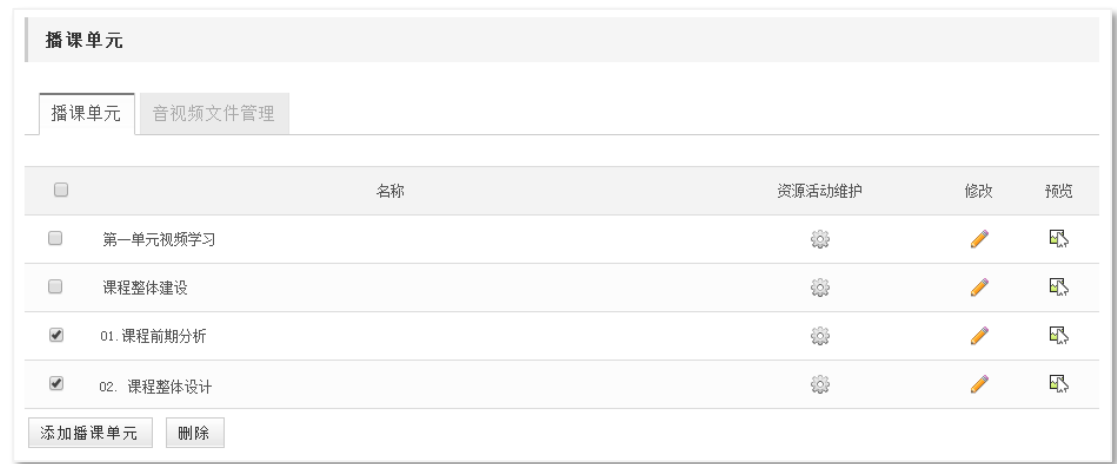 播课单元
播课单元 音视频文件管理
名称 资源活动维护 修改 预览
第一单元视频学习
课程整体建设
01.课程前期分析
02. 课程整体设计
添加播课单元 删除